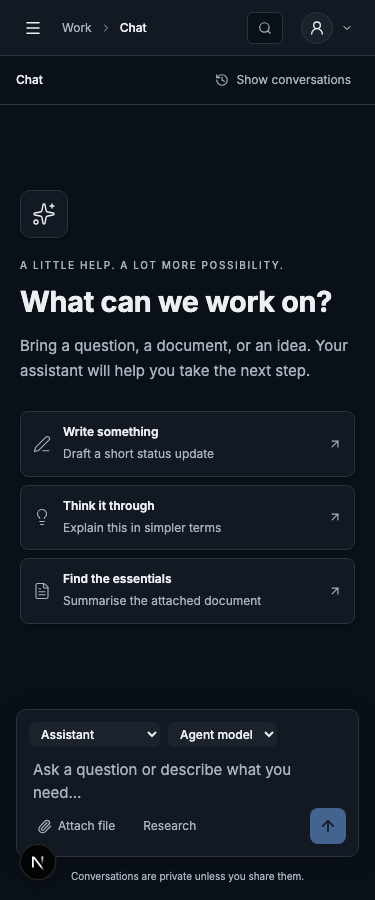 Work > Chat
Chat
Show conversations
A LITTLE HELP. A LOT MORE POSSIBILITY.
What can we work on?
Bring a question, a document, or an idea. Your
assistant will help you take the next step.
Write something
Draft a short status update
Think it through
Explain this in simpler terms
Find the essentials
Summarise the attached document
Assistant
Agent model
Ask a question or describe what you
need...
Attach file
Research
N
Conversations are private unless you share them.